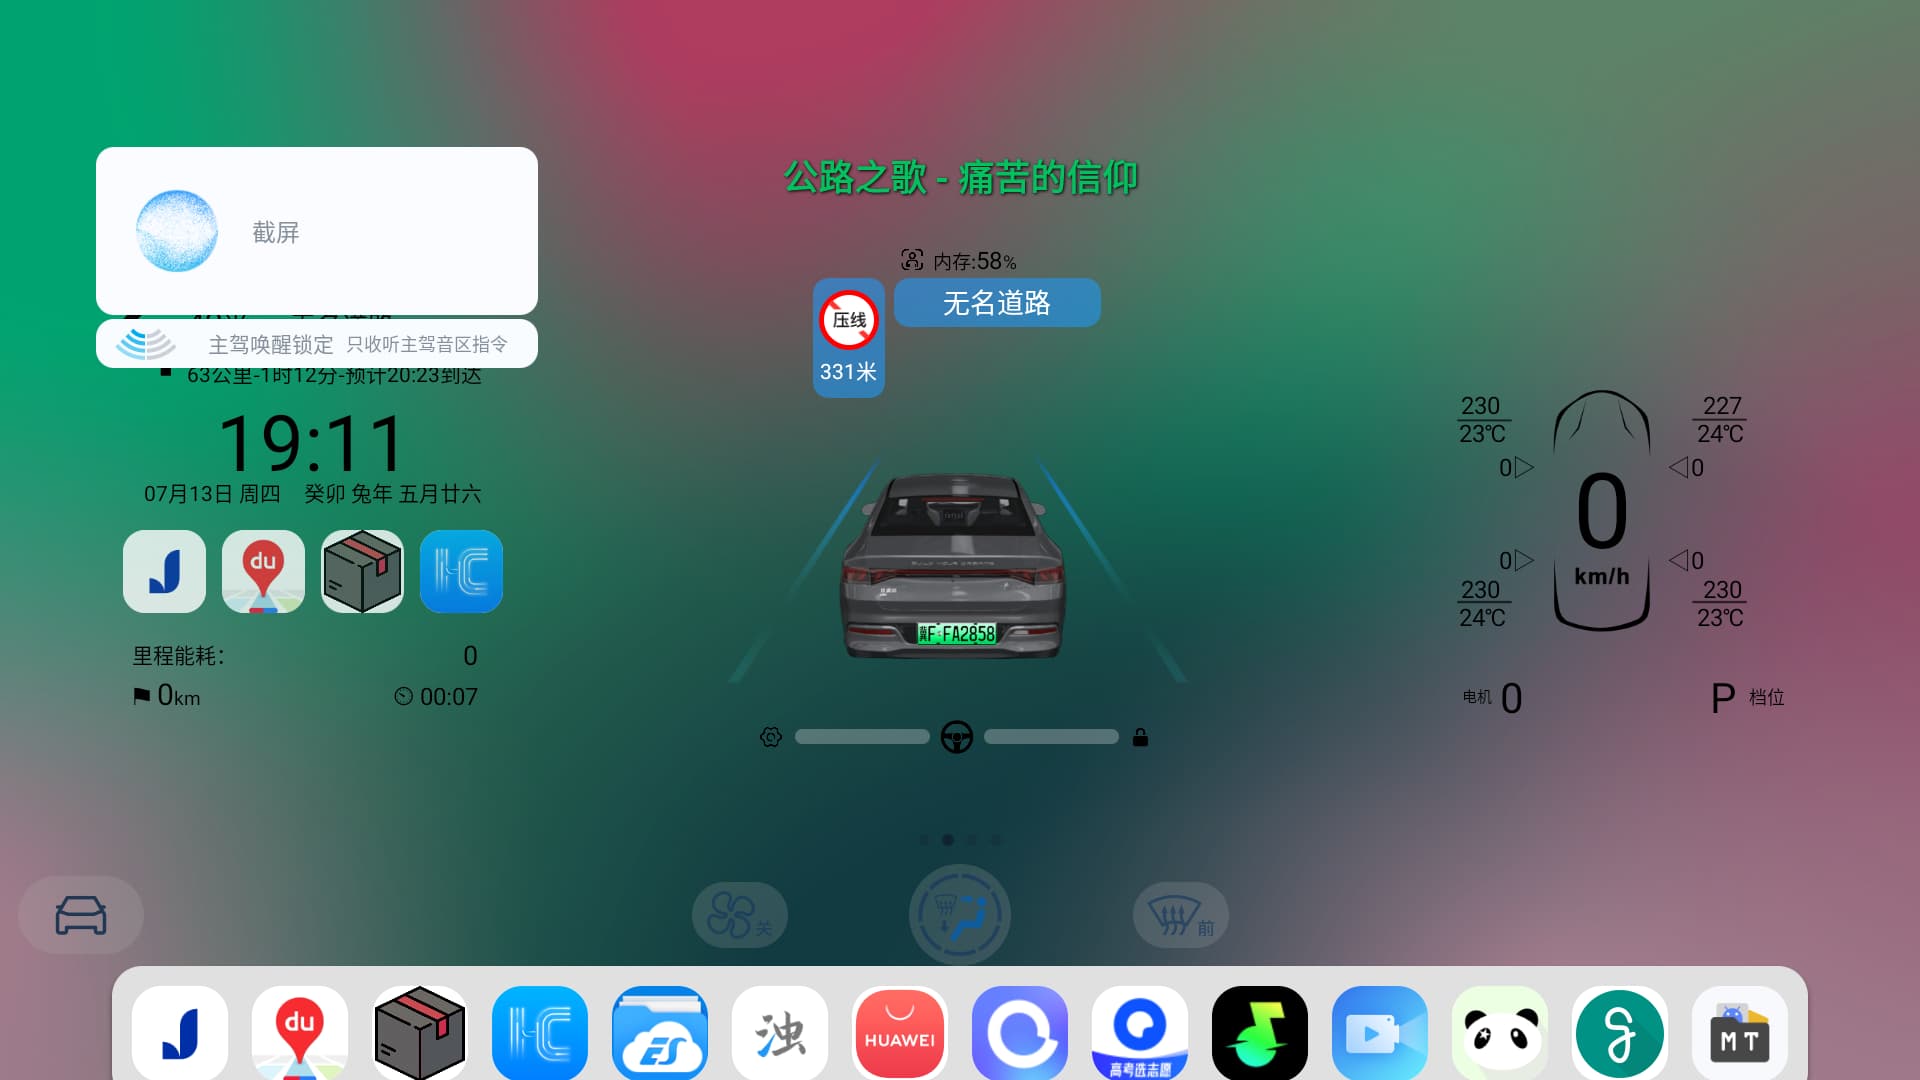 截屏
主驾唤醒锁定 只收听主驾音区指令
63公里-1时12分-预计20:23到达
19:11
07月13日 周四 癸卯 兔年 五月廿六
du
HC
里程能耗: 0
0km 00:07
公路之歌 - 痛苦的信仰
内存:58%
压线
331米
无名道路
冀F·FA2858
230
23℃
227
24℃
0 0
0
km/h
0 0
230
24℃
230
23℃
电机 0
P 档位
关
前
du
HC
ES
浊
HUAWEI
高考选志愿
MT